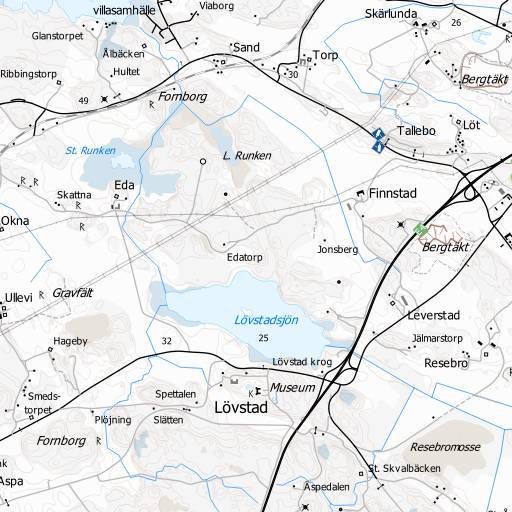 villasamhälle
Viaborg
Skärlunda
26
Glanstorpet
Ålbäcken
Sand
Torp
Ribbingstorp
Hultet
30
Bergtäkt
49
R
Fornborg
Tallebo
Löt
St. Runken
L. Runken
R R
Skattna
Eda
Finnstad
Okna
Edatorp
Jonsberg
Bergtäkt
Ullevi
R
Gravfält
Lövstadsjön
Leverstad
Hageby
32
25
Jälmarstorp
Lövstad krog
Resebro
Smeds-
torpet
Spettalen
K
Museum
Lövstad
Plöjning
Slätten
Fornborg
R
Resebromosse
St. Skvalbäcken
Aspa
Äspedalen